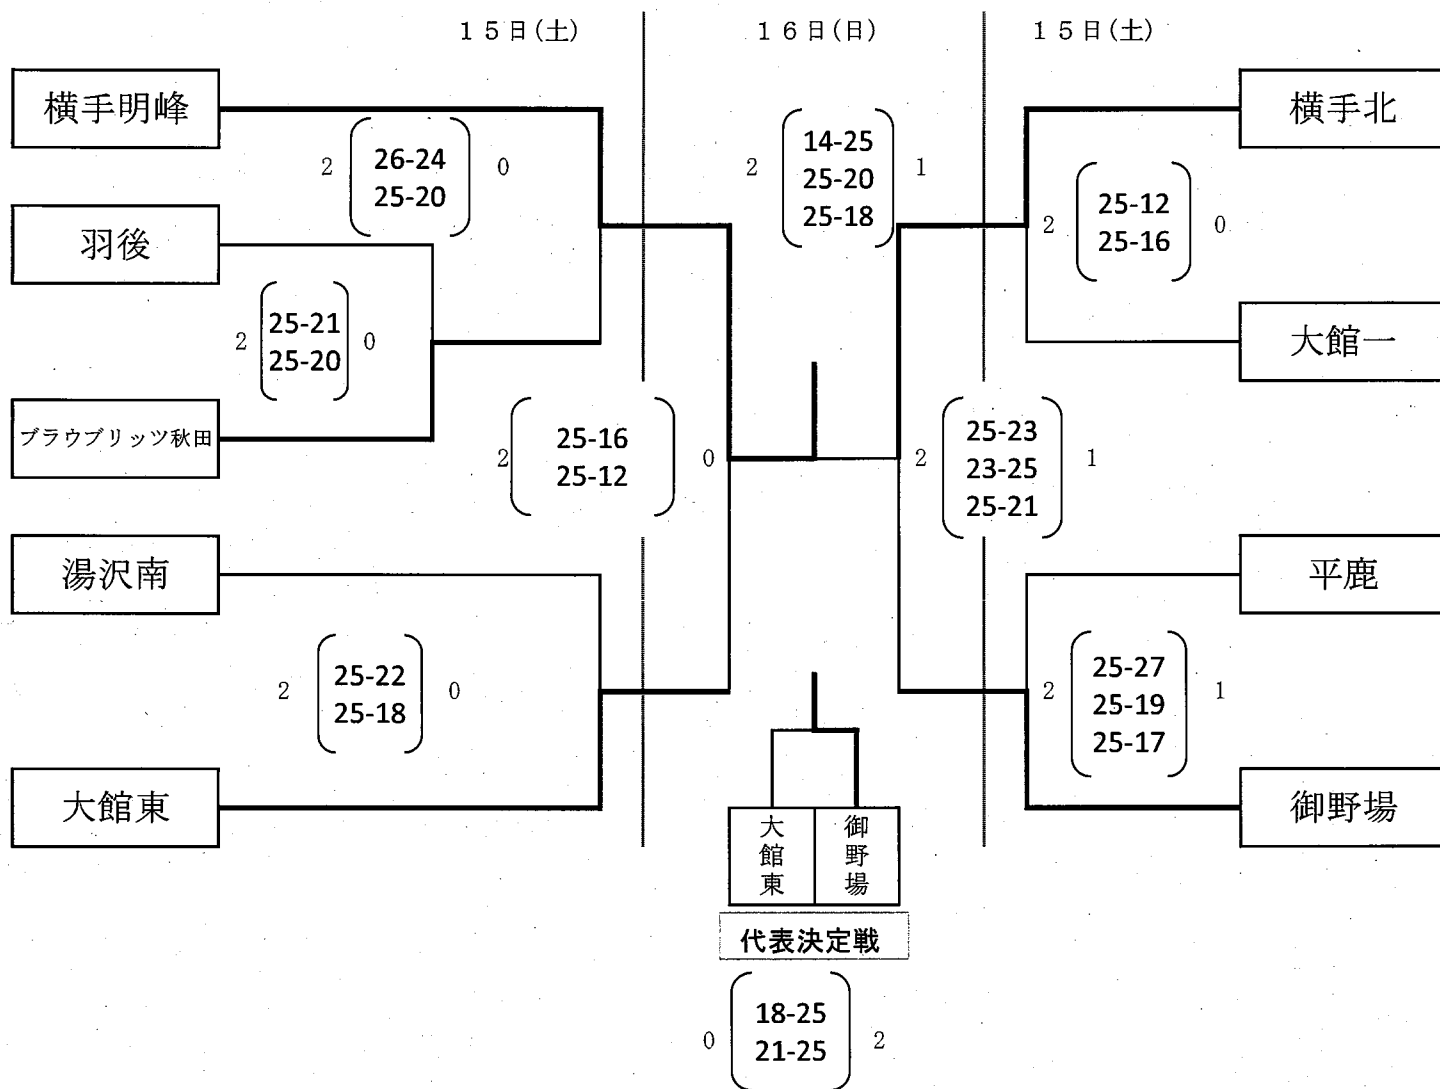 15日(土)
16日(日)
15日(土)
横手明峰
2
26-24
25-20
0
羽後
2
25-21
25-20
0
ブラウブリッツ秋田
2
25-16
25-12
0
湯沢南
2
25-22
25-18
0
大館東
2
14-25
25-20
25-18
1
横手北
2
25-12
25-16
0
大館一
2
25-23
23-25
25-21
1
平鹿
2
25-27
25-19
25-17
1
御野場
大館東
御野場
代表決定戦
0
18-25
21-25
2